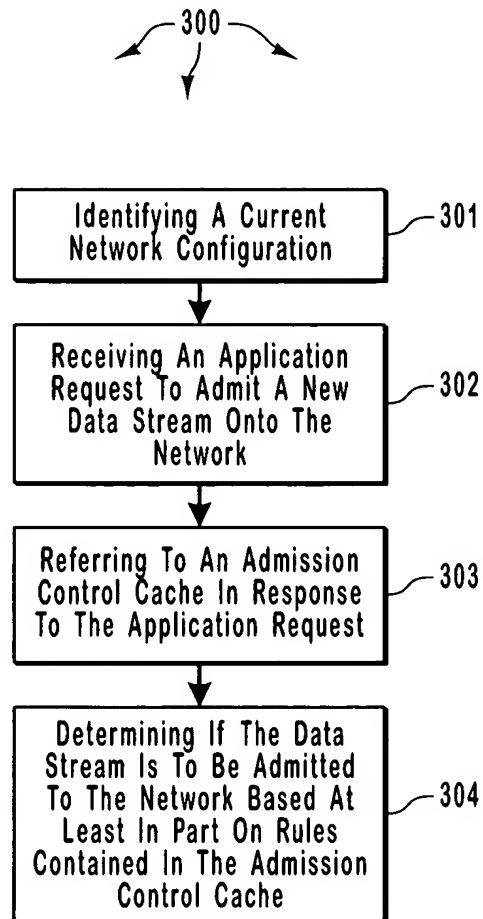 300
Identifying A Current
Network Configuration
301
Receiving An Application
Request To Admit A New
Data Stream Onto The
Network
302
Referring To An Admission
Control Cache In Response
To The Application Request
303
Determining If The Data
Stream Is To Be Admitted
To The Network Based At
Least In Part On Rules
Contained In The Admission
Control Cache
304